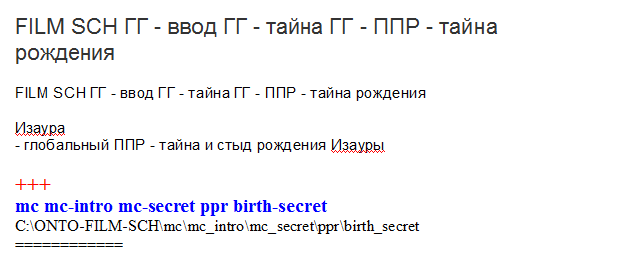 FILM SCH ГГ - ввод ГГ - тайна ГГ - ППР - тайна
рождения
FILM SCH ГГ - ввод ГГ - тайна ГГ - ППР - тайна рождения
Изаура
- глобальный ППР - тайна и стыд рождения Изауры
+++
mc mc-intro mc-secret ppr birth-secret
C:\ONTO-FILM-SCH\mc\mc_intro\mc_secret\ppr\birth_secret
============